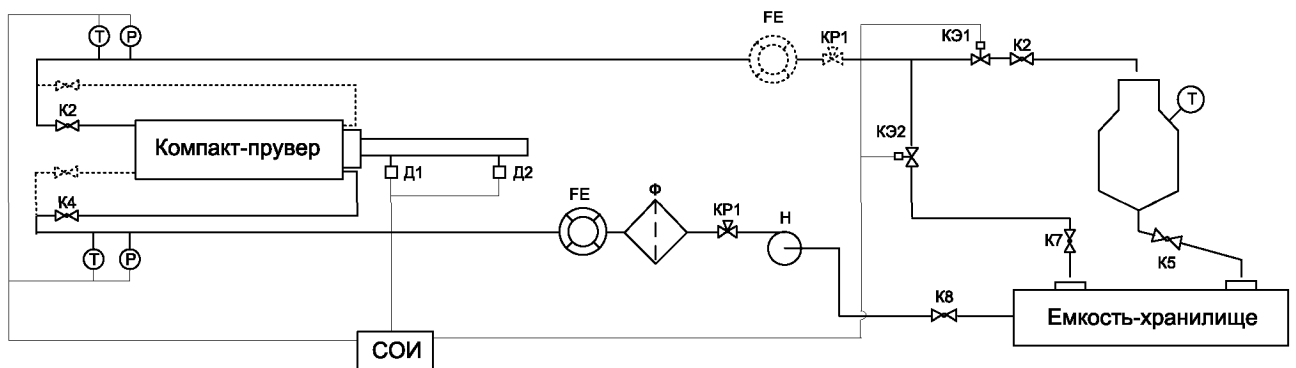 FE
T
P
КР1
КЭ1
К2
К2
T
Компакт-прувер
КЭ2
Д1
Д2
К4
FE
Ф
КР1
Н
T
P
К7
К5
К8
Емкость-хранилище
СОИ